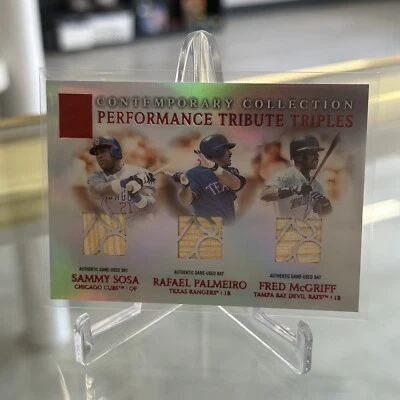 CONTEMPORARY COLLECTION
PERFORMANCE TRIBUTE TRIPLES
AUTHENTIC GAME-USED BAT
SAMMY SOSA
CHICAGO CUBS™ : OF
AUTHENTIC GAME-USED BAT
RAFAEL PALMEIRO
TEXAS RANGERS™ : 1B
AUTHENTIC GAME-USED BAT
FRED McGRIFF
TAMPA BAY DEVIL RAYS™ : 1B